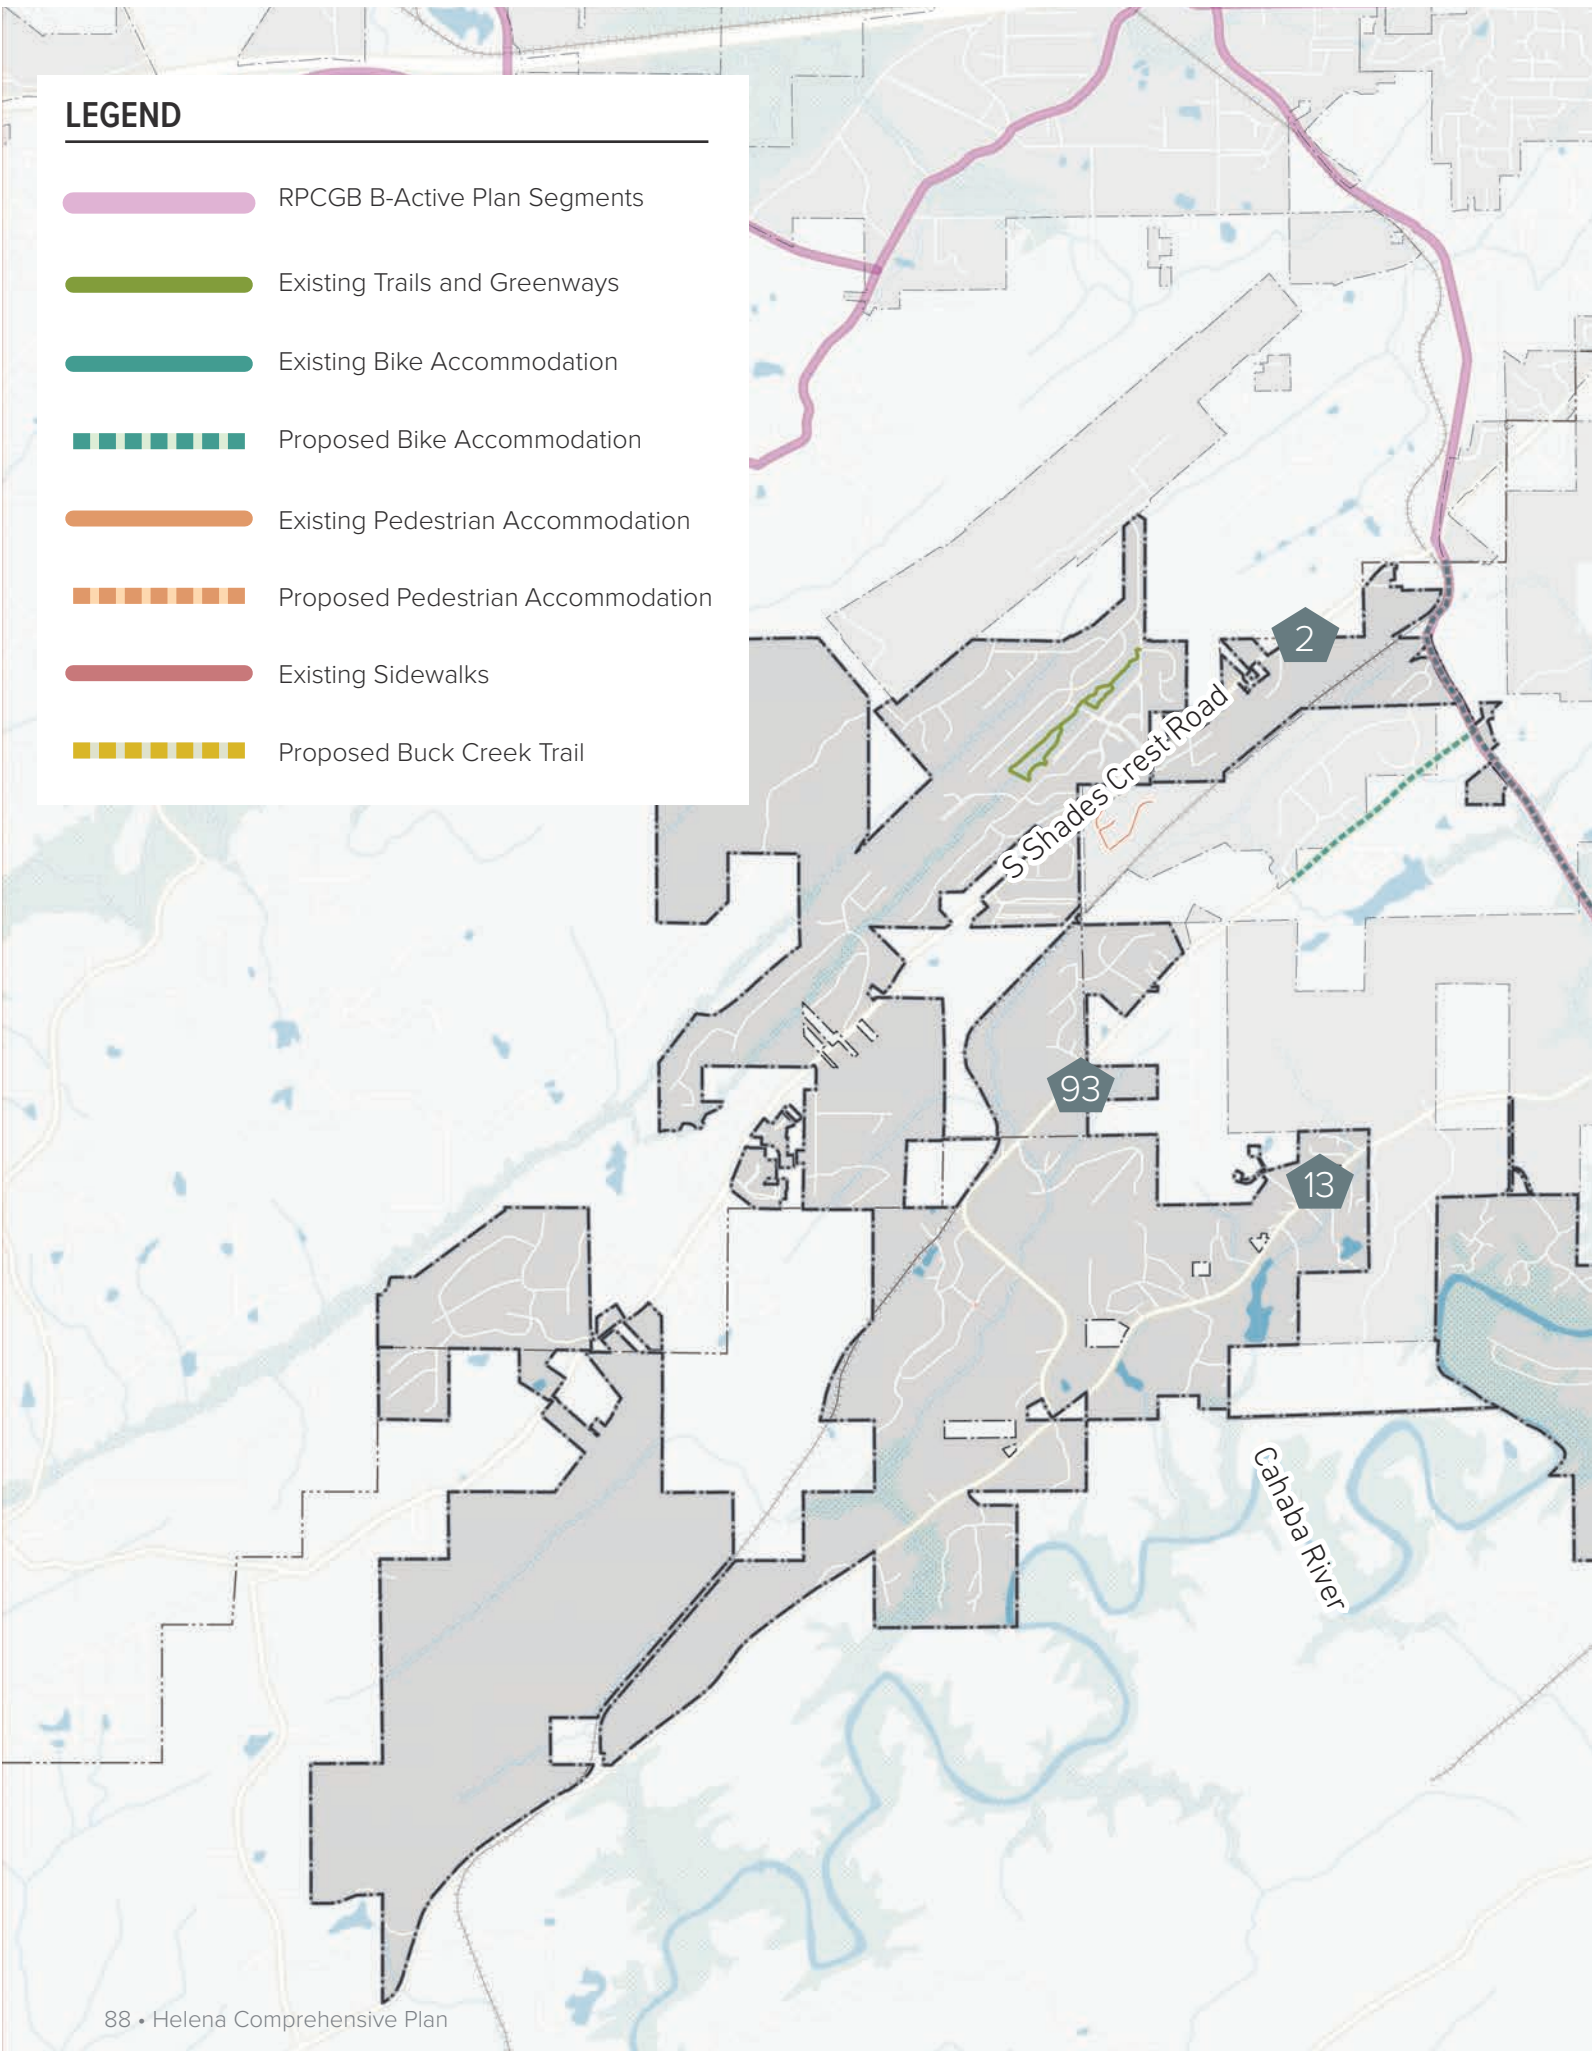 LEGEND
RPCGB B-Active Plan Segments
Existing Trails and Greenways
Existing Bike Accommodation
Proposed Bike Accommodation
Existing Pedestrian Accommodation
Proposed Pedestrian Accommodation
Existing Sidewalks
Proposed Buck Creek Trail
2
S Shades Crest Road
93
13
Cahaba River
88 • Helena Comprehensive Plan